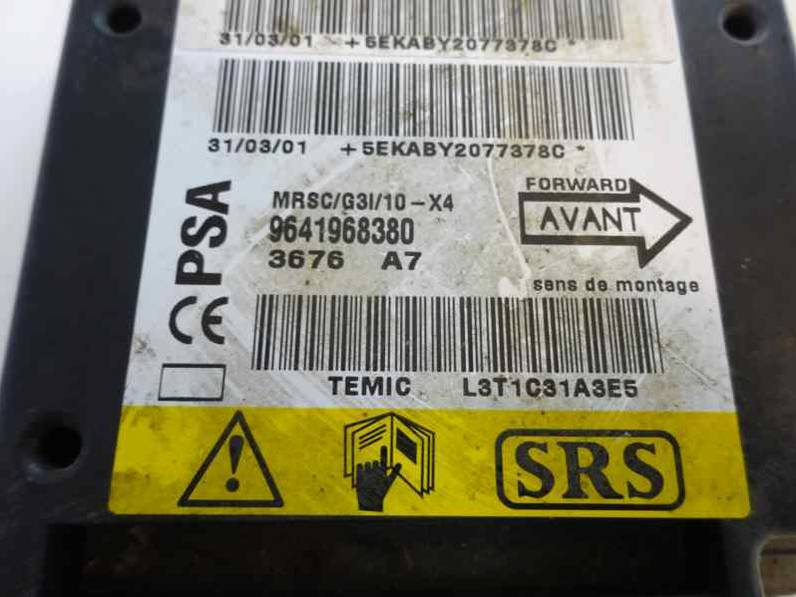 31/03/01 +5EKABY2077378C *
31/03/01 +5EKABY2077378C *
PSA
CE
MRSC/G3I/10-X4
9641968380
3676 A7
FORWARD
AVANT
sens de montage
TEMIC L3T1C31A3E5
SRS